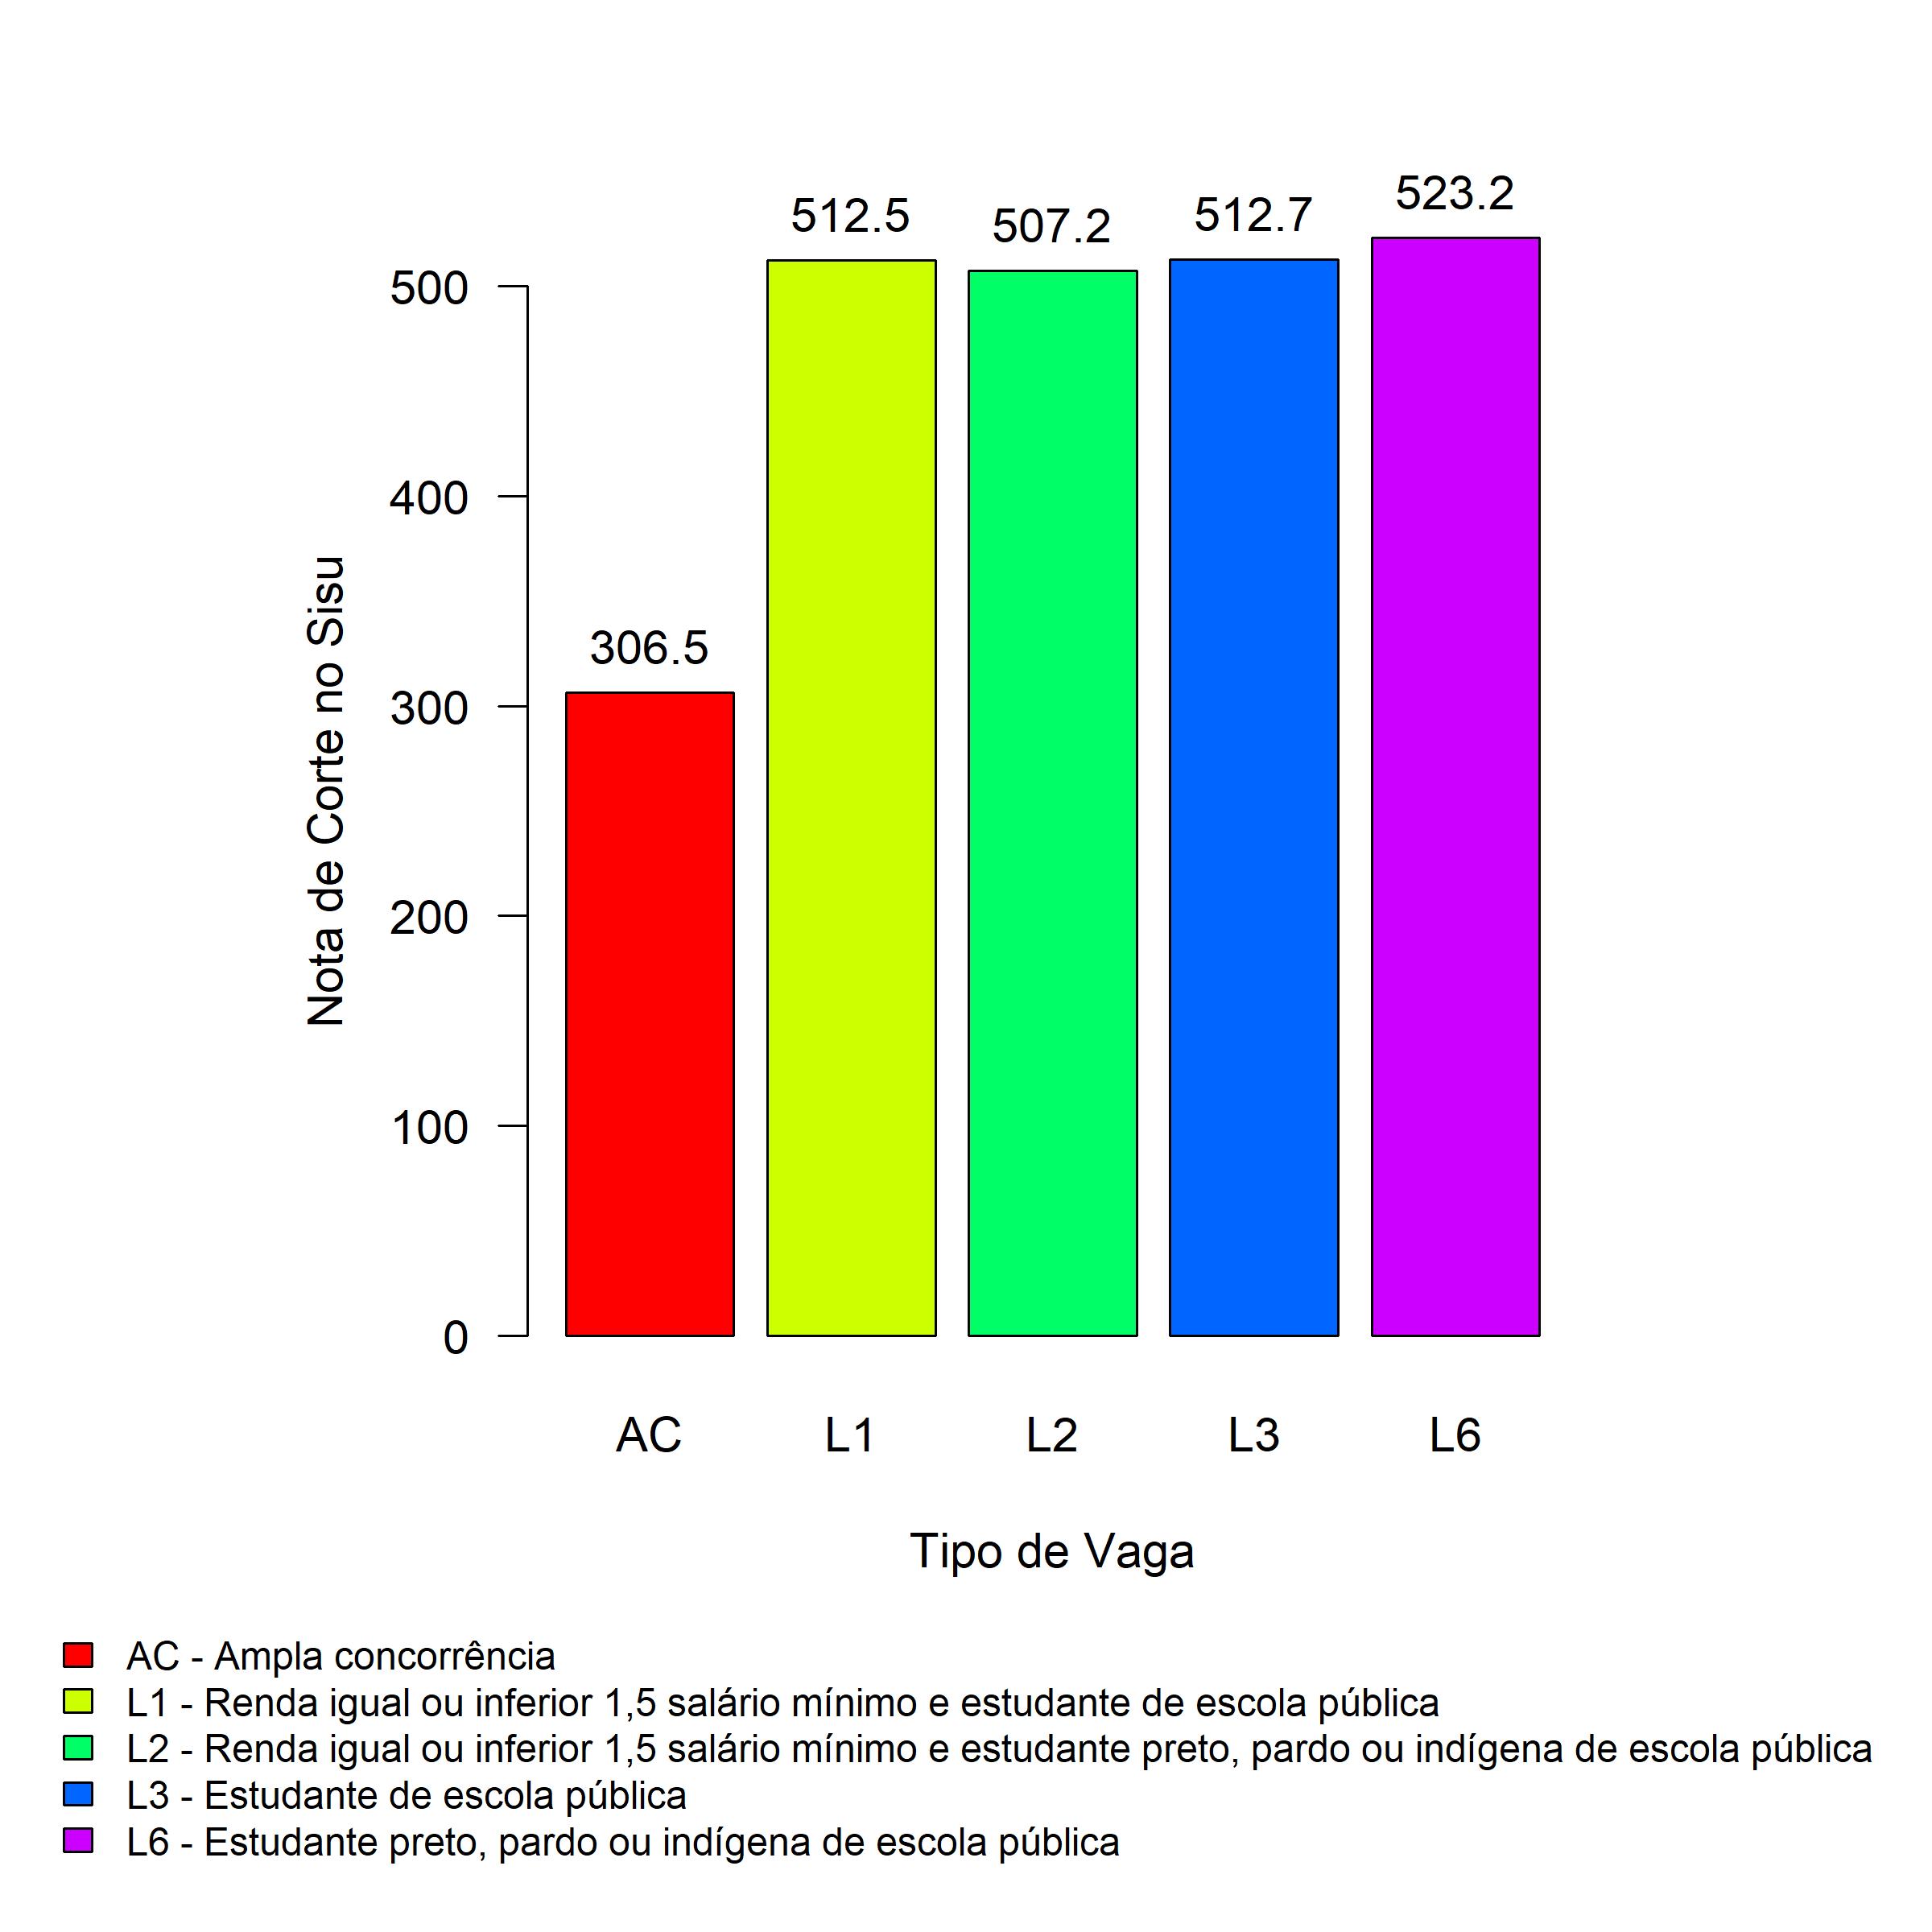 523.2
512.5
512.7
507.2
500
400
306.5
300
200
100
0
Nota de Corte no Sisu
AC L1 L2 L3 L6
Tipo de Vaga
AC - Ampla concorrência
L1 - Renda igual ou inferior 1,5 salário mínimo e estudante de escola pública
L2 - Renda igual ou inferior 1,5 salário mínimo e estudante preto, pardo ou indígena de escola pública
L3 - Estudante de escola pública
L6 - Estudante preto, pardo ou indígena de escola pública